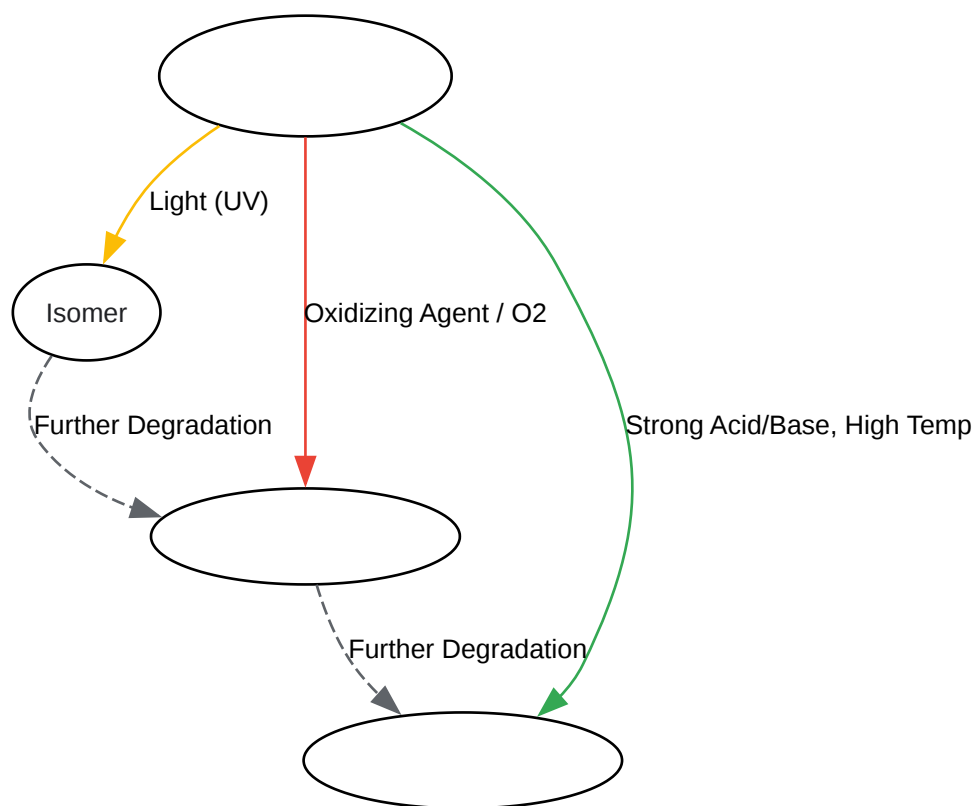 Light (UV)
Isomer
Oxidizing Agent / O2
Further Degradation
Strong Acid/Base, High Temp
Further Degradation